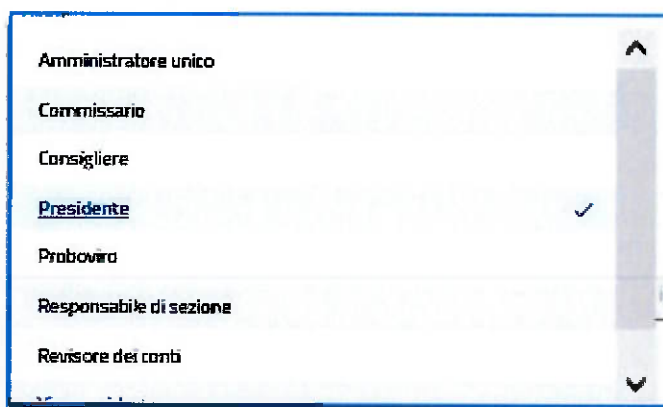 Amministratore unico
Commissario
Consigliere
Presidente
Proboviro
Responsabile di sezione
Revisore dei conti